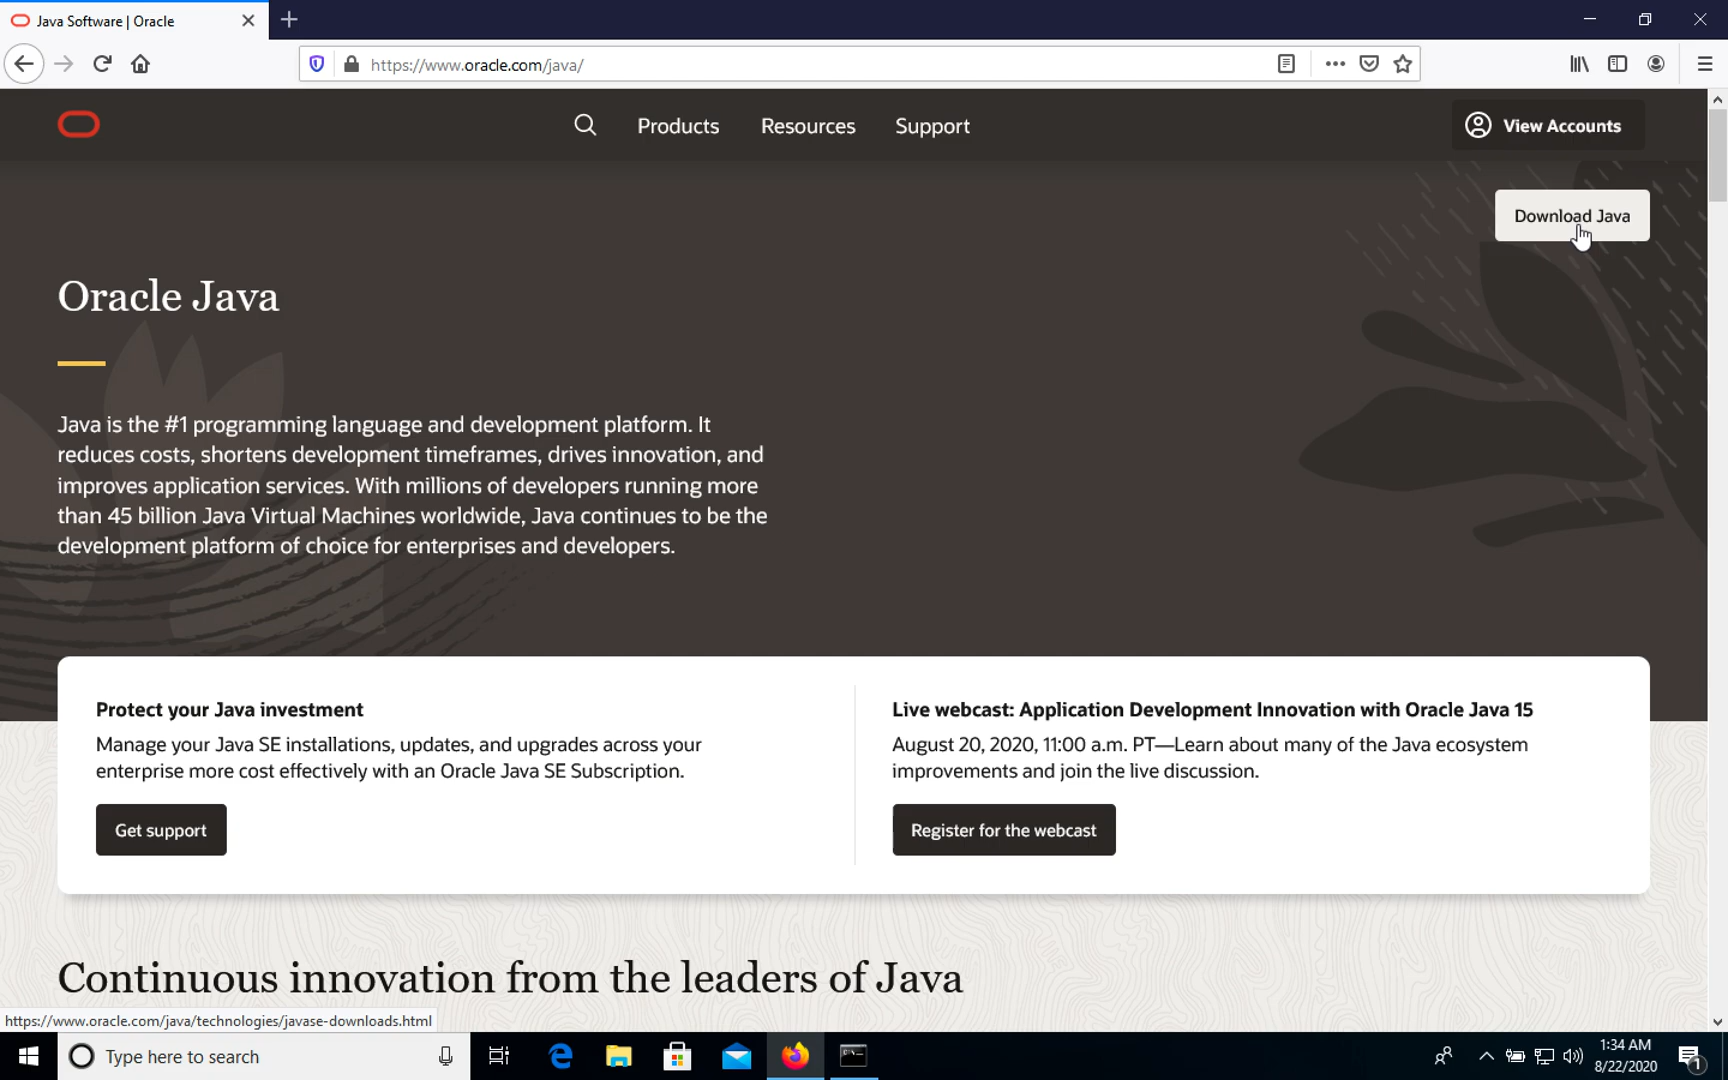 Java Software | Oracle
https://www.oracle.com/java/
Products
Resources
Support
View Accounts
Download Java
Oracle Java
Java is the #1 programming language and development platform. It
reduces costs, shortens development timeframes, drives innovation, and
improves application services. With millions of developers running more
than 45 billion Java Virtual Machines worldwide, Java continues to be the
development platform of choice for enterprises and developers.
Protect your Java investment
Manage your Java SE installations, updates, and upgrades across your
enterprise more cost effectively with an Oracle Java SE Subscription.
Get support
Live webcast: Application Development Innovation with Oracle Java 15
August 20, 2020, 11:00 a.m. PT—Learn about many of the Java ecosystem
improvements and join the live discussion.
Register for the webcast
Continuous innovation from the leaders of Java
https://www.oracle.com/java/technologies/javase-downloads.html
Type here to search
1:34 AM
8/22/2020
1